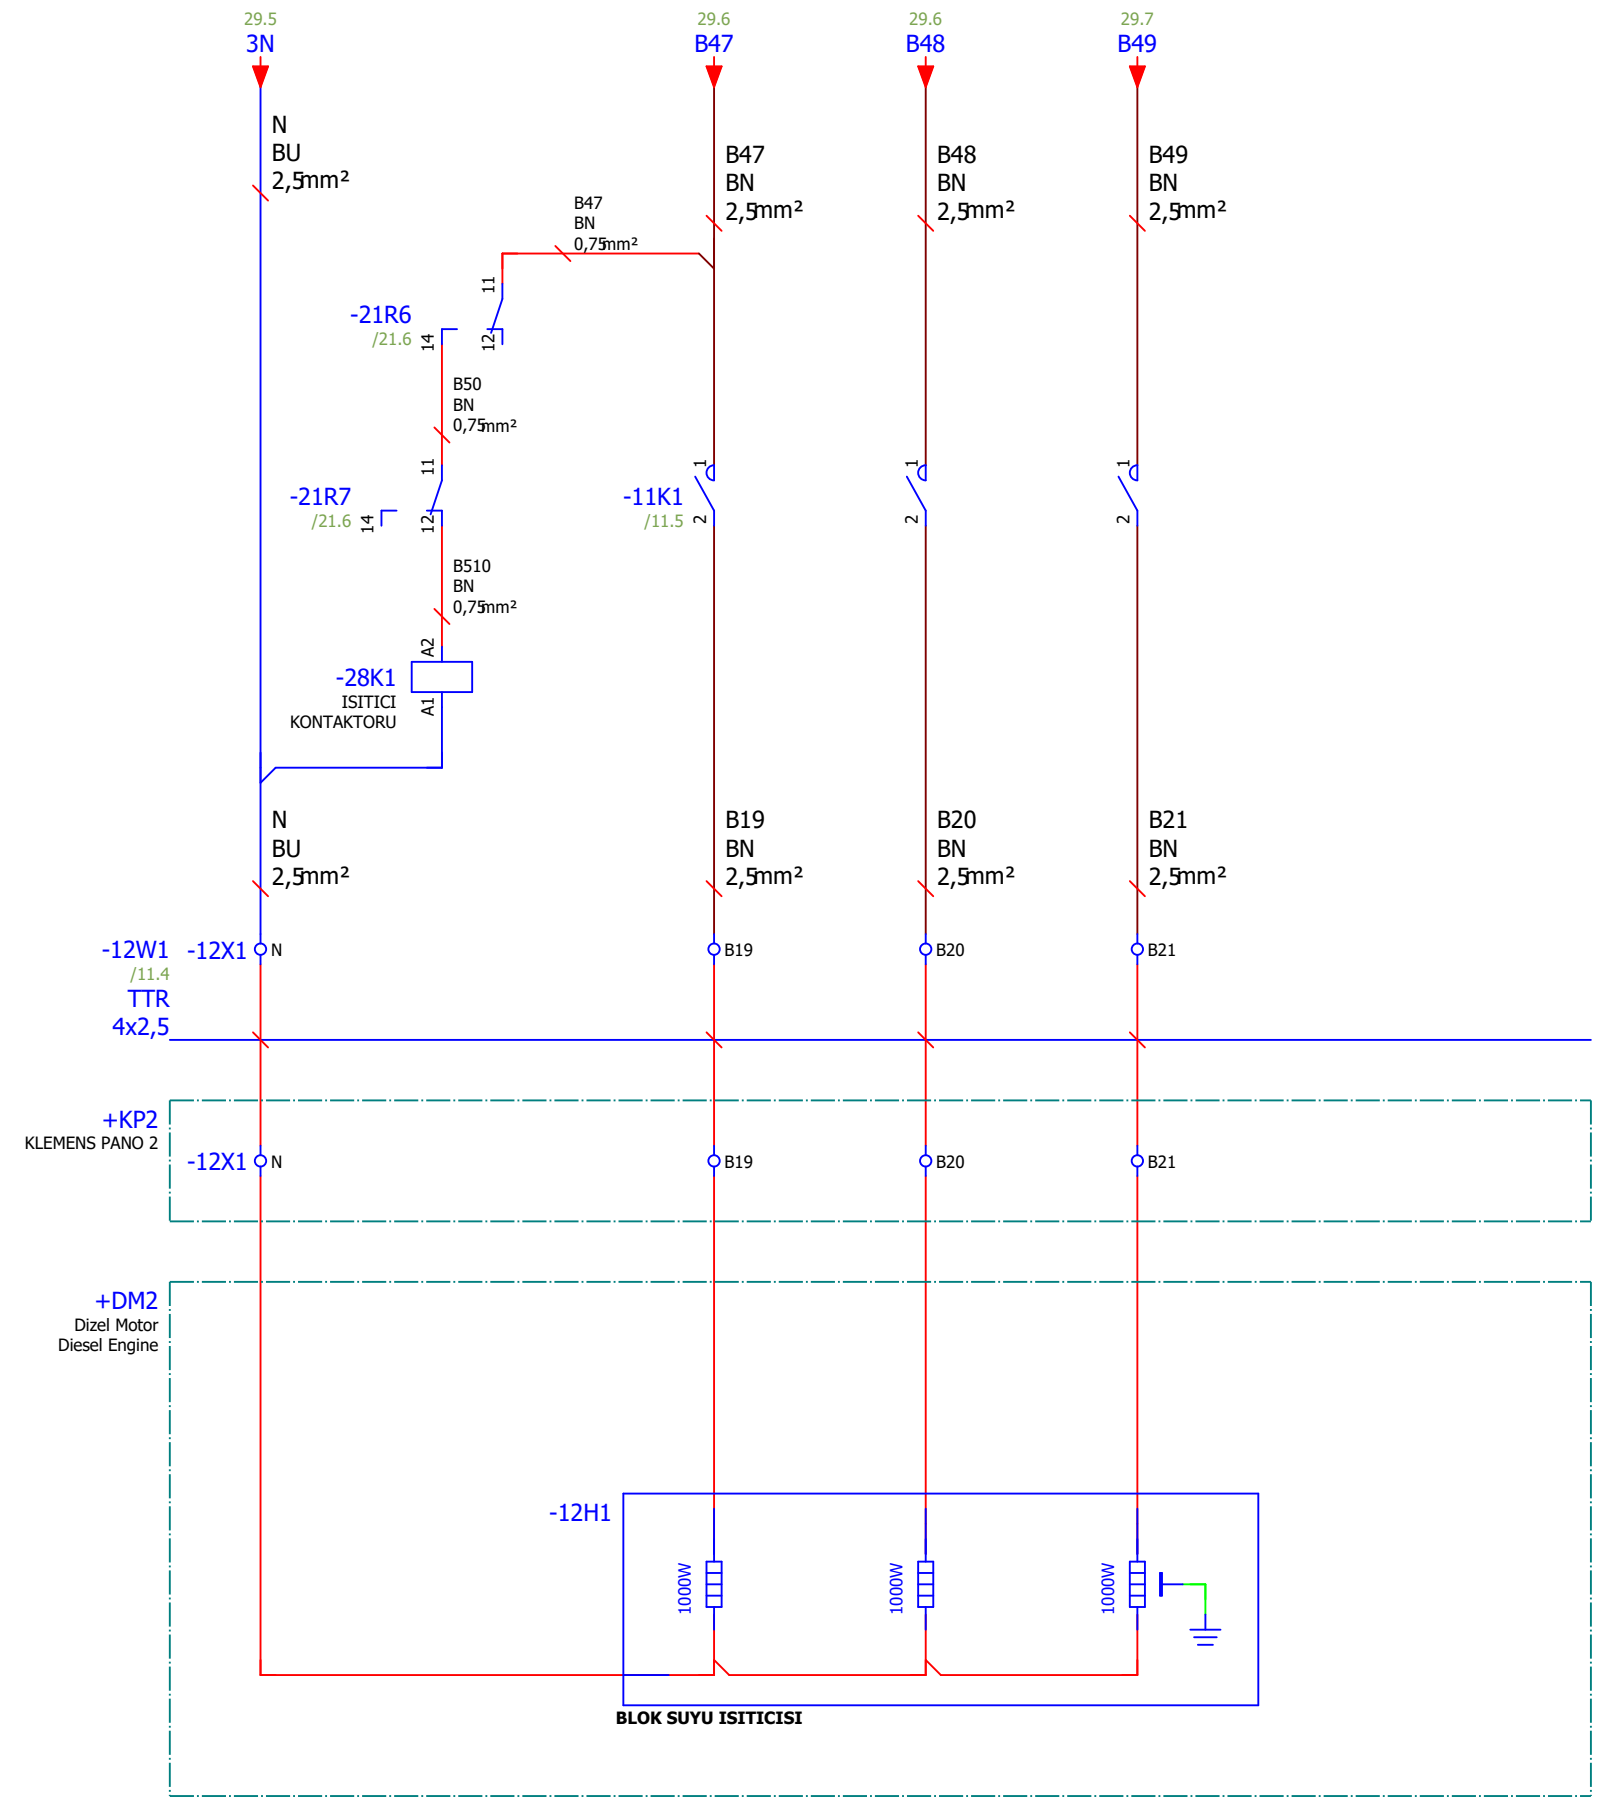 29.5
3N
29.6
B47
29.6
B48
29.7
B49
N
BU
2,5mm²
B47
BN
2,5mm²
B48
BN
2,5mm²
B49
BN
2,5mm²
B47
BN
0,75mm²
11
-21R6
/21.6
14
12
B50
BN
0,75mm²
11
-21R7
/21.6
14
12
-11K1
/11.5
1
2
1
2
1
2
B510
BN
0,75mm²
A2
-28K1
ISITICI
KONTAKTORU
A1
N
BU
2,5mm²
B19
BN
2,5mm²
B20
BN
2,5mm²
B21
BN
2,5mm²
-12W1
/11.4
TTR
4x2,5
-12X1
N
B19
B20
B21
+KP2
KLEMENS PANO 2
-12X1
N
B19
B20
B21
+DM2
Dizel Motor
Diesel Engine
-12H1
1000W
1000W
1000W
BLOK SUYU ISITICISI